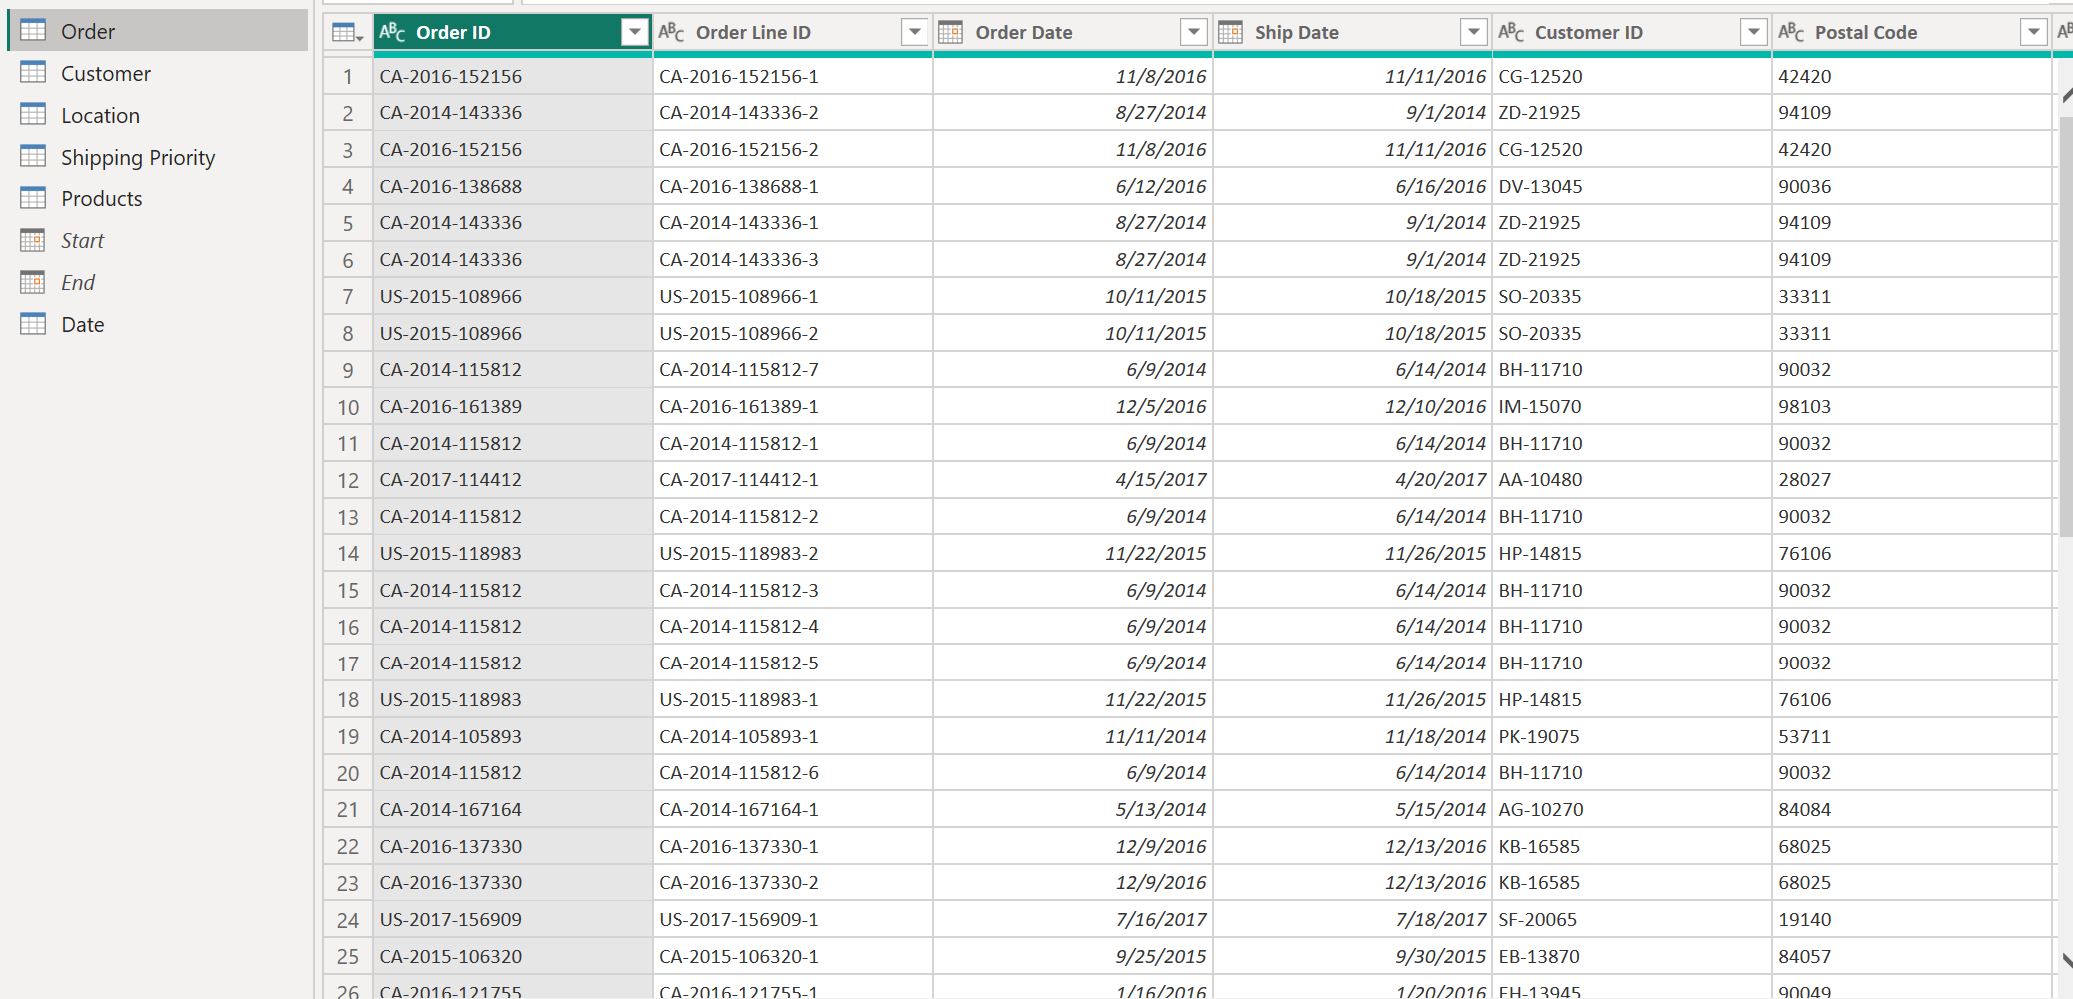 Order
Customer
Location
Shipping Priority
Products
Start
End
Date
Order ID Order Line ID Order Date Ship Date Customer ID Postal Code
1 CA-2016-152156 CA-2016-152156-1 11/8/2016 11/11/2016 CG-12520 42420
2 CA-2014-143336 CA-2014-143336-2 8/27/2014 9/1/2014 ZD-21925 94109
3 CA-2016-152156 CA-2016-152156-2 11/8/2016 11/11/2016 CG-12520 42420
4 CA-2016-138688 CA-2016-138688-1 6/12/2016 6/16/2016 DV-13045 90036
5 CA-2014-143336 CA-2014-143336-1 8/27/2014 9/1/2014 ZD-21925 94109
6 CA-2014-143336 CA-2014-143336-3 8/27/2014 9/1/2014 ZD-21925 94109
7 US-2015-108966 US-2015-108966-1 10/11/2015 10/18/2015 SO-20335 33311
8 US-2015-108966 US-2015-108966-2 10/11/2015 10/18/2015 SO-20335 33311
9 CA-2014-115812 CA-2014-115812-7 6/9/2014 6/14/2014 BH-11710 90032
10 CA-2016-161389 CA-2016-161389-1 12/5/2016 12/10/2016 IM-15070 98103
11 CA-2014-115812 CA-2014-115812-1 6/9/2014 6/14/2014 BH-11710 90032
12 CA-2017-114412 CA-2017-114412-1 4/15/2017 4/20/2017 AA-10480 28027
13 CA-2014-115812 CA-2014-115812-2 6/9/2014 6/14/2014 BH-11710 90032
14 US-2015-118983 US-2015-118983-2 11/22/2015 11/26/2015 HP-14815 76106
15 CA-2014-115812 CA-2014-115812-3 6/9/2014 6/14/2014 BH-11710 90032
16 CA-2014-115812 CA-2014-115812-4 6/9/2014 6/14/2014 BH-11710 90032
17 CA-2014-115812 CA-2014-115812-5 6/9/2014 6/14/2014 BH-11710 90032
18 US-2015-118983 US-2015-118983-1 11/22/2015 11/26/2015 HP-14815 76106
19 CA-2014-105893 CA-2014-105893-1 11/11/2014 11/18/2014 PK-19075 53711
20 CA-2014-115812 CA-2014-115812-6 6/9/2014 6/14/2014 BH-11710 90032
21 CA-2014-167164 CA-2014-167164-1 5/13/2014 5/15/2014 AG-10270 84084
22 CA-2016-137330 CA-2016-137330-1 12/9/2016 12/13/2016 KB-16585 68025
23 CA-2016-137330 CA-2016-137330-2 12/9/2016 12/13/2016 KB-16585 68025
24 US-2017-156909 US-2017-156909-1 7/16/2017 7/18/2017 SF-20065 19140
25 CA-2015-106320 CA-2015-106320-1 9/25/2015 9/30/2015 EB-13870 84057
26 CA-2016-121755 CA-2016-121755-1 1/16/2016 1/20/2016 EH-13945 90049